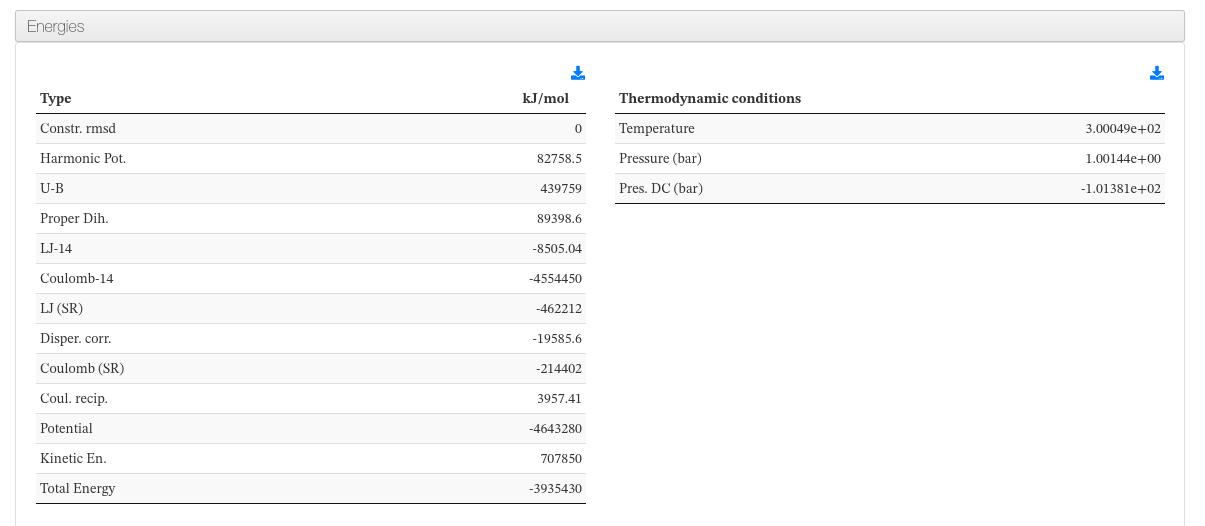 Energies
Type kJ/mol
Constr. rmsd 0
Harmonic Pot. 82758.5
U-B 439759
Proper Dih. 89398.6
LJ-14 -8505.04
Coulomb-14 -4554450
LJ (SR) -462212
Disper. corr. -19585.6
Coulomb (SR) -214402
Coul. recip. 3957.41
Potential -4643280
Kinetic En. 707850
Total Energy -3935430
Thermodynamic conditions
Temperature 3.00049e+02
Pressure (bar) 1.00144e+00
Pres. DC (bar) -1.01381e+02